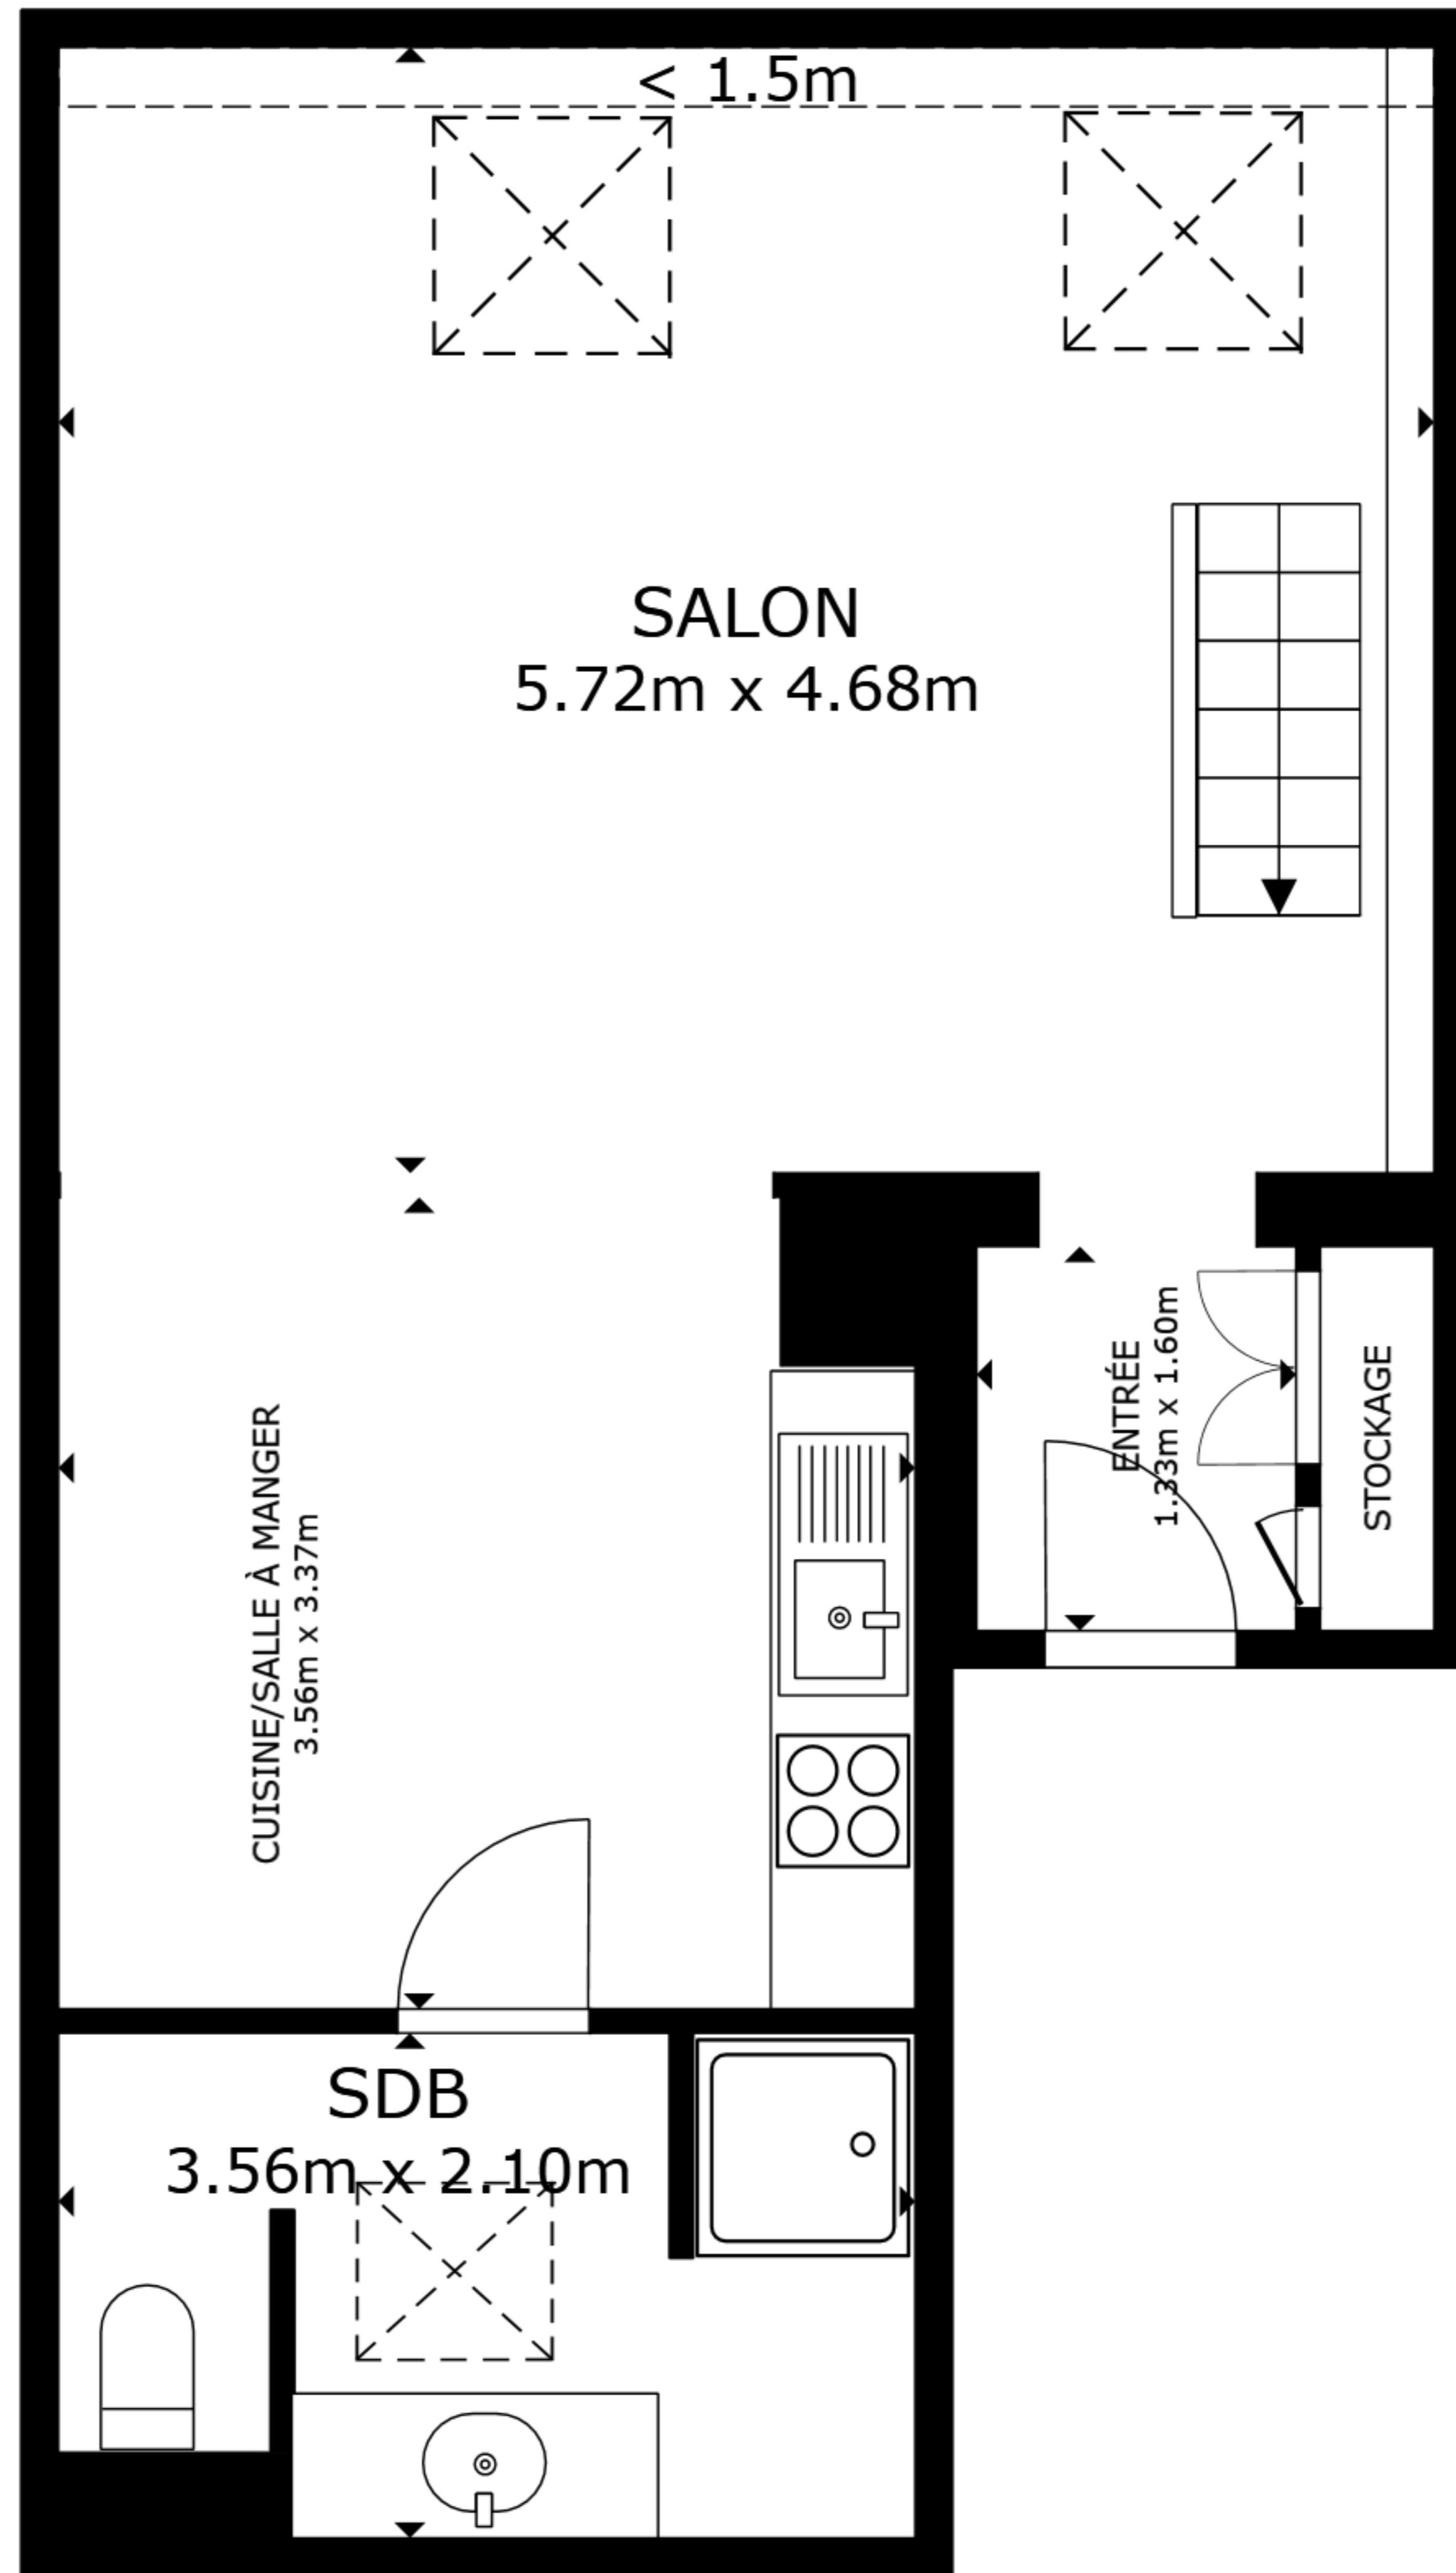 < 1.5m
SALON
5.72m x 4.68m
ENTRÉE
1.33m x 1.60m
STOCKAGE
CUISINE/SALLE À MANGER
3.56m x 3.37m
SDB
3.56m x 2.10m